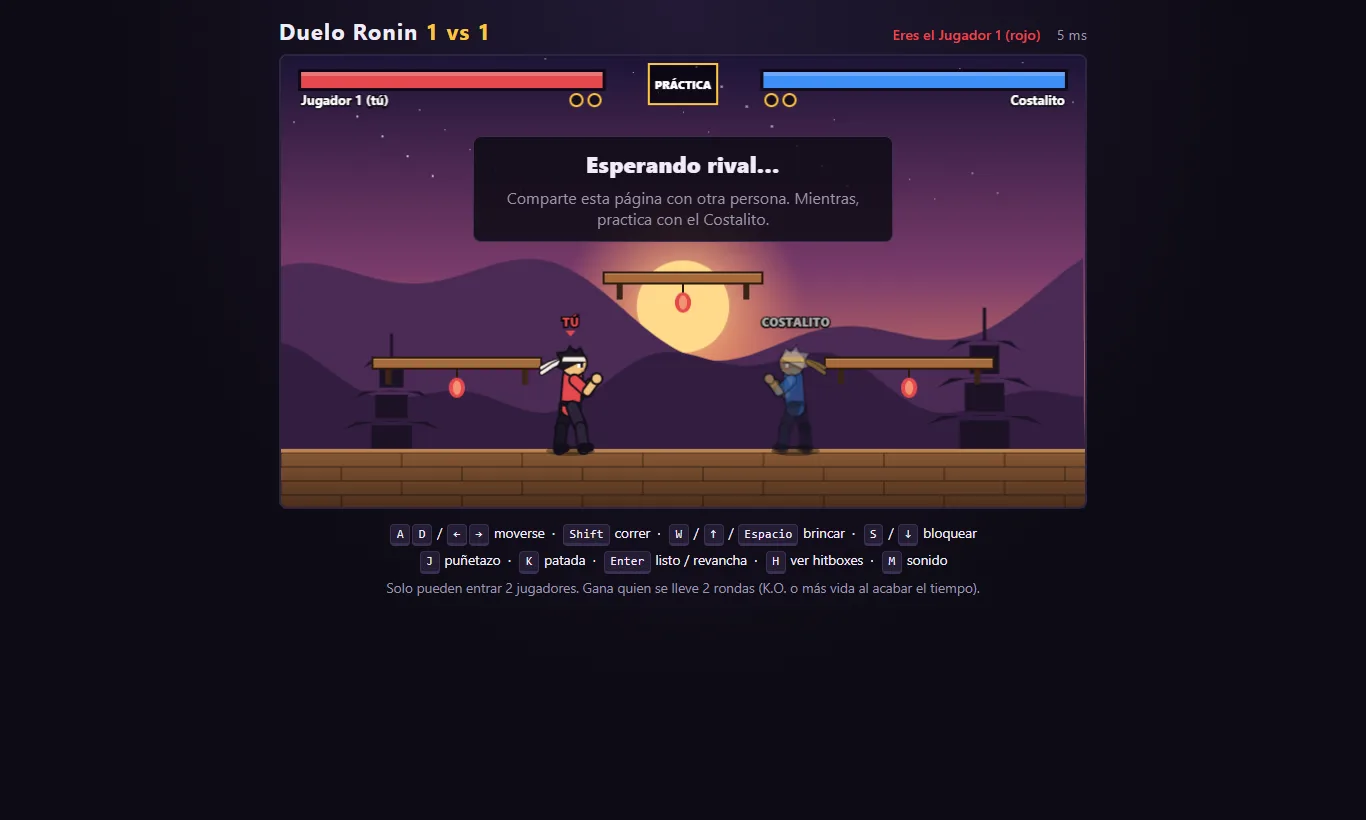 Duelo Ronin 1 vs 1
Eres el Jugador 1 (rojo) 5 ms
PRÁCTICA
Jugador 1 (tú)
Costalito
Esperando rival...
Comparte esta página con otra persona. Mientras,
practica con el Costalito.
TÚ
COSTALITO
A D / ← → moverse · Shift correr · W / ↑ / Espacio brincar · S / ↓ bloquear
J puñetazo · K patada · Enter listo / revancha · H ver hitboxes · M sonido
Solo pueden entrar 2 jugadores. Gana quien se lleve 2 rondas (K.O. o más vida al acabar el tiempo).